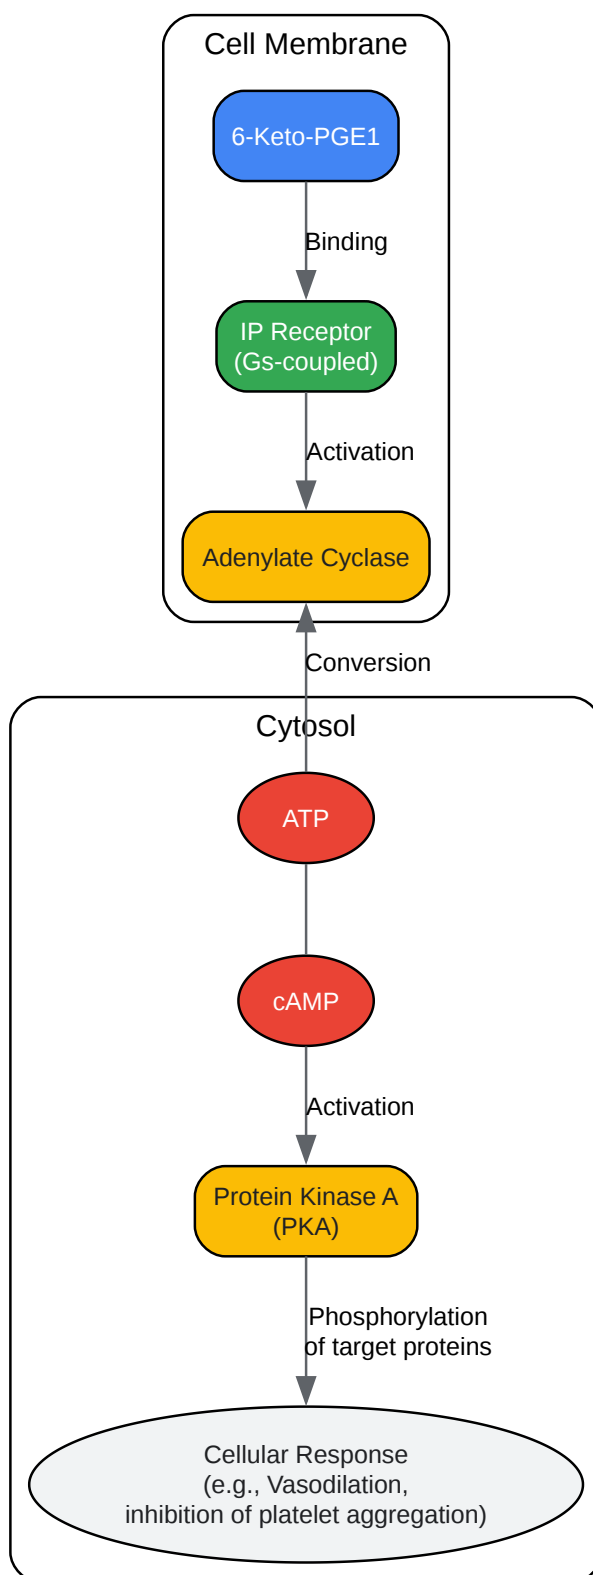 Cell Membrane
6-Keto-PGE1
Binding
IP Receptor
(Gs-coupled)
Activation
Adenylate Cyclase
Conversion
Cytosol
ATP
cAMP
Activation
Protein Kinase A
(PKA)
Phosphorylation
of target proteins
Cellular Response
(e.g., Vasodilation,
inhibition of platelet aggregation)